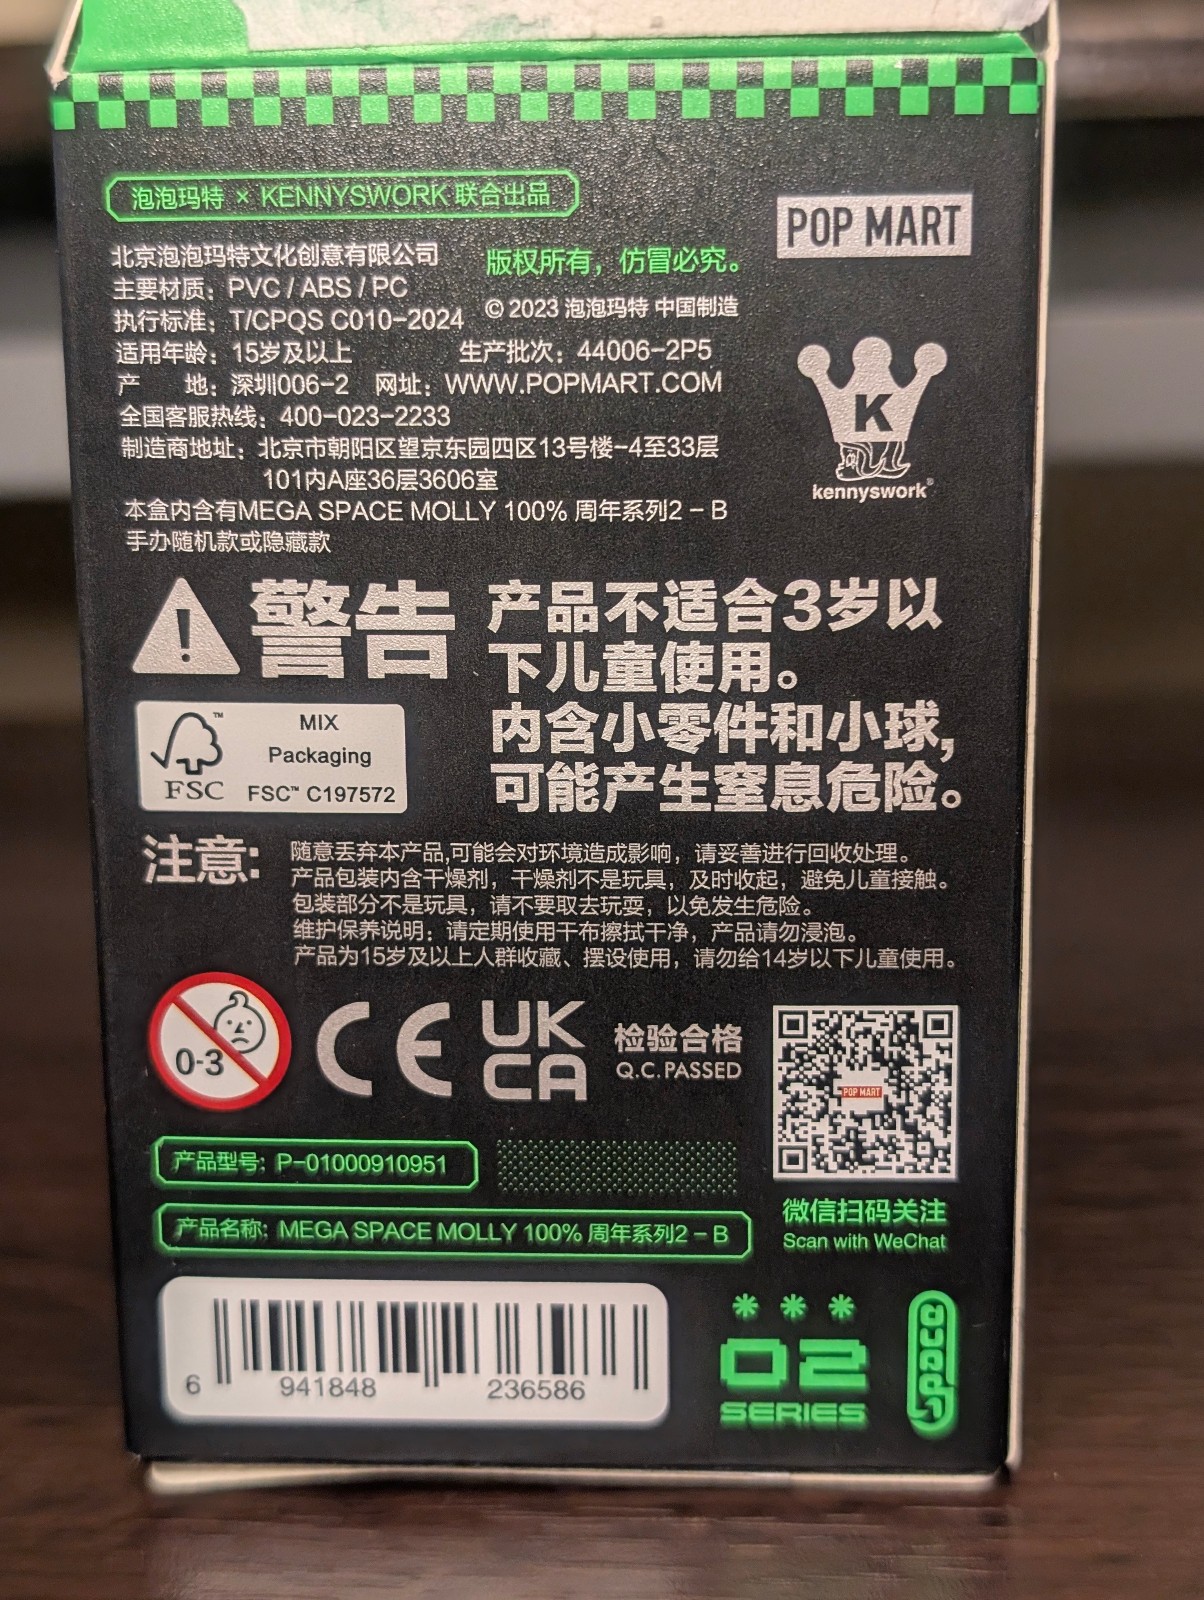 泡泡玛特 × KENNYSWORK 联合出品
POP MART
北京泡泡玛特文化创意有限公司
版权所有，仿冒必究。
主要材质：PVC / ABS / PC
© 2023 泡泡玛特 中国制造
执行标准：T/CPQS C010-2024
适用年龄：15岁及以上 生产批次：44006-2P5
产 地：深圳006-2 网址：WWW.POPMART.COM
全国客服热线：400-023-2233
制造商地址：北京市朝阳区望京东园四区13号楼-4至33层
101内A座36层3606室
本盒内含有MEGA SPACE MOLLY 100% 周年系列2 - B
手办随机款或隐藏款
K
kennyswork®
警告
产品不适合3岁以
下儿童使用。
内含小零件和小球,
可能产生窒息危险。
FSC™
MIX
Packaging
FSC™ C197572
注意:
随意丢弃本产品,可能会对环境造成影响，请妥善进行回收处理。
产品包装内含干燥剂，干燥剂不是玩具，及时收起，避免儿童接触。
包装部分不是玩具，请不要取去玩耍，以免发生危险。
维护保养说明：请定期使用干布擦拭干净，产品请勿浸泡。
产品为15岁及以上人群收藏、摆设使用，请勿给14岁以下儿童使用。
0-3
CE
UK
CA
检验合格
Q.C.PASSED
POP MART
微信扫码关注
Scan with WeChat
产品型号: P-01000910951
产品名称: MEGA SPACE MOLLY 100% 周年系列2 - B
6 941848 236586
* * *
02
SERIES